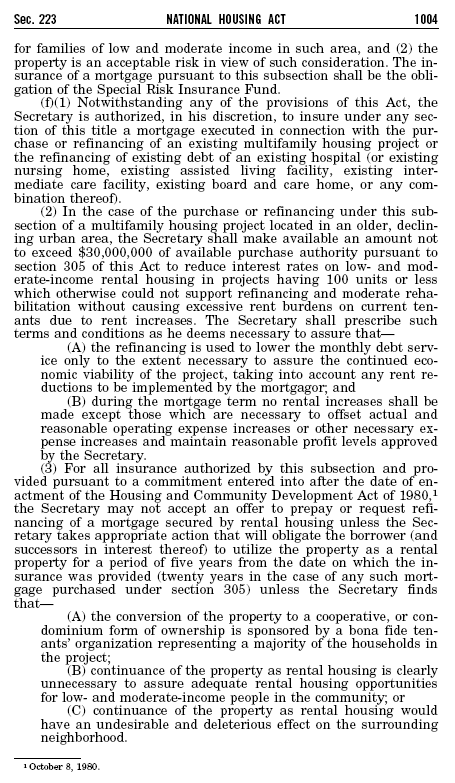 Sec. 223 NATIONAL HOUSING ACT 1004
for families of low and moderate income in such area, and (2) the
property is an acceptable risk in view of such consideration. The in-
surance of a mortgage pursuant to this subsection shall be the obli-
gation of the Special Risk Insurance Fund.
(f)(1) Notwithstanding any of the provisions of this Act, the
Secretary is authorized, in his discretion, to insure under any sec-
tion of this title a mortgage executed in connection with the pur-
chase or refinancing of an existing multifamily housing project or
the refinancing of existing debt of an existing hospital (or existing
nursing home, existing assisted living facility, existing inter-
mediate care facility, existing board and care home, or any com-
bination thereof).
(2) In the case of the purchase or refinancing under this sub-
section of a multifamily housing project located in an older, declin-
ing urban area, the Secretary shall make available an amount not
to exceed $30,000,000 of available purchase authority pursuant to
section 305 of this Act to reduce interest rates on low- and mod-
erate-income rental housing in projects having 100 units or less
which otherwise could not support refinancing and moderate reha-
bilitation without causing excessive rent burdens on current ten-
ants due to rent increases. The Secretary shall prescribe such
terms and conditions as he deems necessary to assure that—
(A) the refinancing is used to lower the monthly debt serv-
ice only to the extent necessary to assure the continued eco-
nomic viability of the project, taking into account any rent re-
ductions to be implemented by the mortgagor; and
(B) during the mortgage term no rental increases shall be
made except those which are necessary to offset actual and
reasonable operating expense increases or other necessary ex-
pense increases and maintain reasonable profit levels approved
by the Secretary.
(3) For all insurance authorized by this subsection and pro-
vided pursuant to a commitment entered into after the date of en-
actment of the Housing and Community Development Act of 1980,¹
the Secretary may not accept an offer to prepay or request refi-
nancing of a mortgage secured by rental housing unless the Sec-
retary takes appropriate action that will obligate the borrower (and
successors in interest thereof) to utilize the property as a rental
property for a period of five years from the date on which the in-
surance was provided (twenty years in the case of any such mort-
gage purchased under section 305) unless the Secretary finds
that—
(A) the conversion of the property to a cooperative, or con-
dominium form of ownership is sponsored by a bona fide ten-
ants' organization representing a majority of the households in
the project;
(B) continuance of the property as rental housing is clearly
unnecessary to assure adequate rental housing opportunities
for low- and moderate-income people in the community; or
(C) continuance of the property as rental housing would
have an undesirable and deleterious effect on the surrounding
neighborhood.
¹ October 8, 1980.